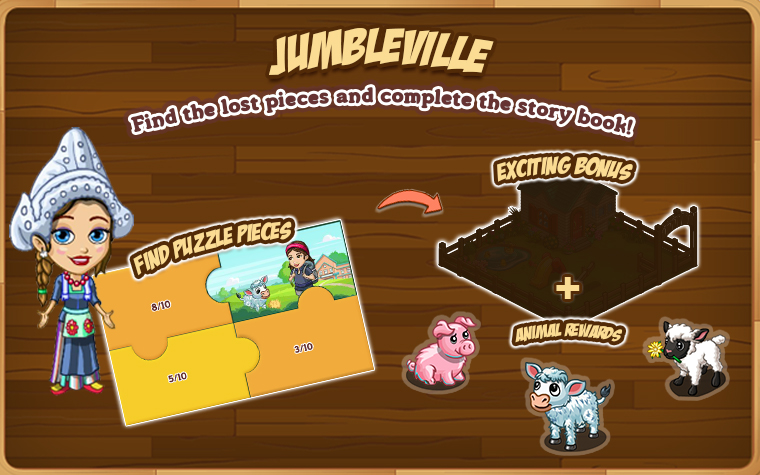 JUMBLEVILLE
Find the lost pieces and complete the story book!
EXCITING BONUS
FIND PUZZLE PIECES
8/10
3/10
5/10
+
ANIMAL REWARDS